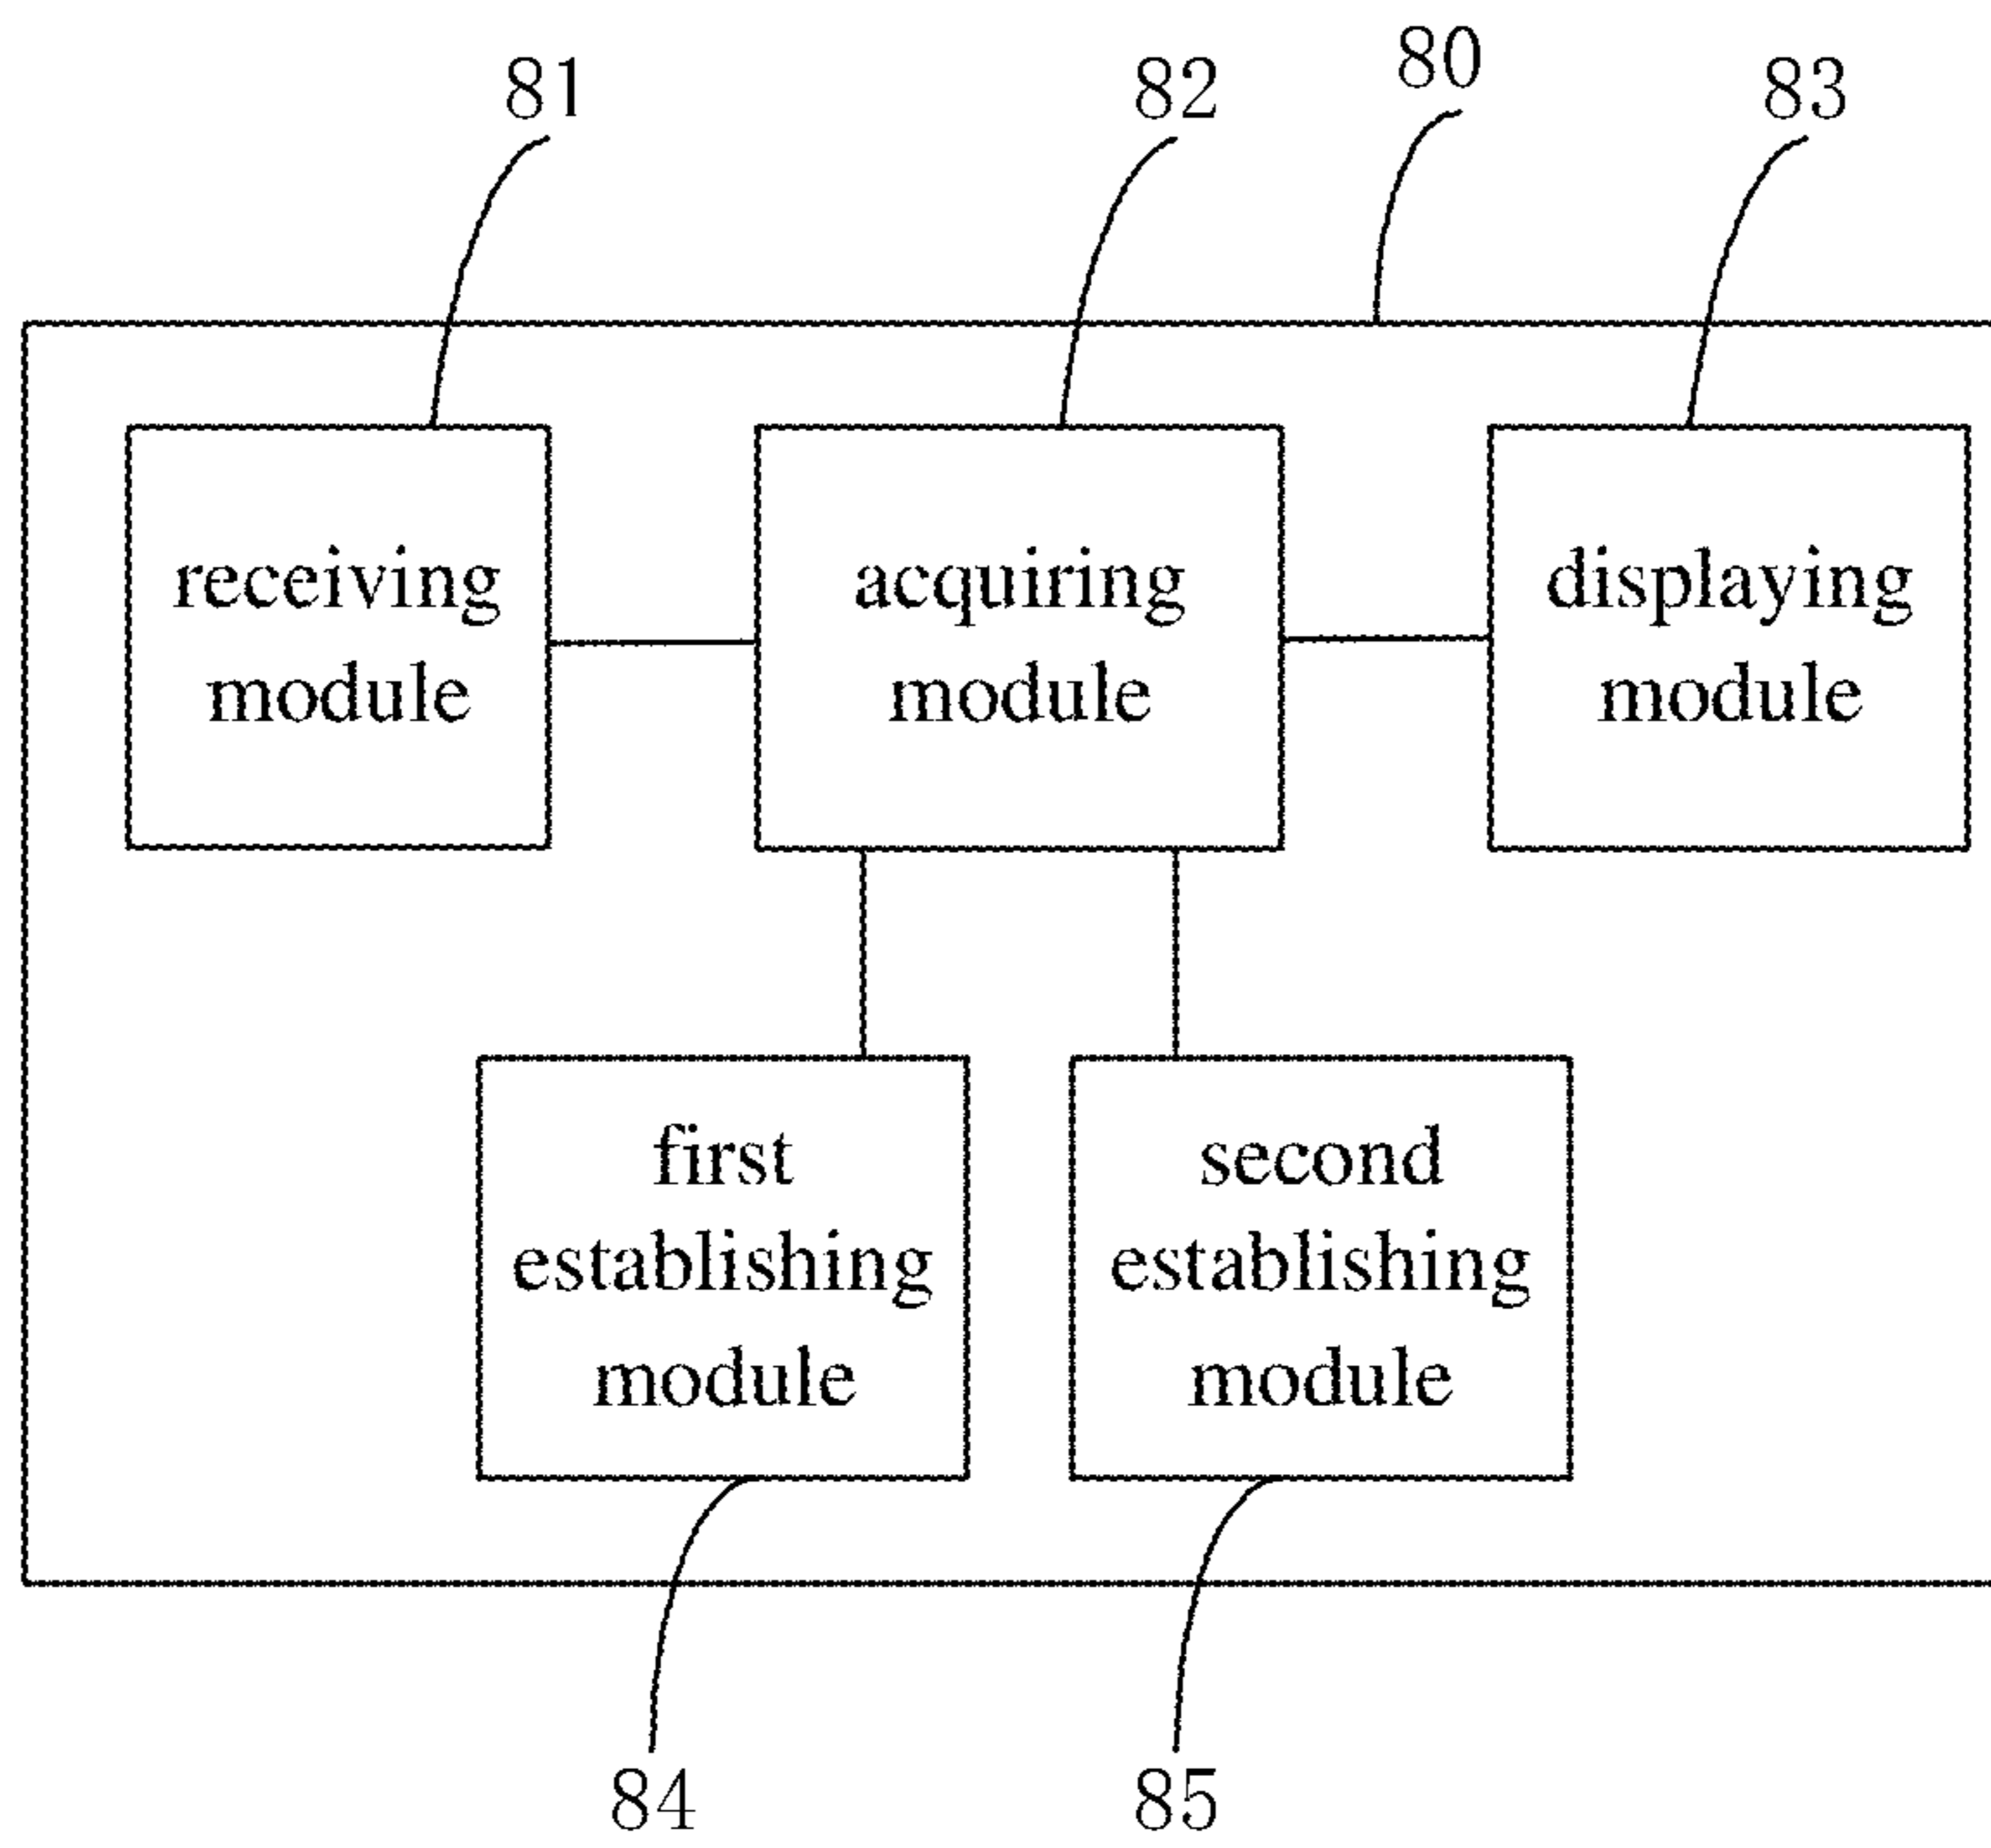 80
81
82
83
receiving
module
acquiring
module
displaying
module
first
establishing
module
second
establishing
module
84
85